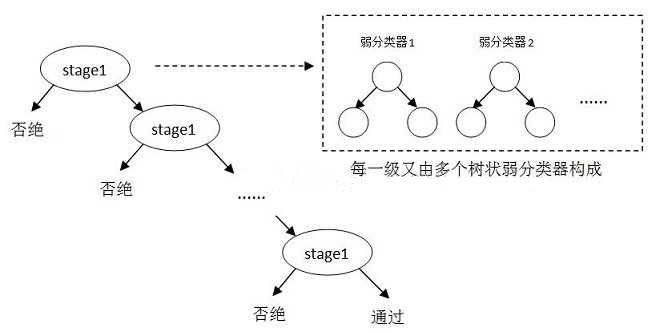 弱分类器1
弱分类器2
stage1
......
否绝
stage1
每一级又由多个树状弱分类器构成
否绝
......
stage1
否绝
通过